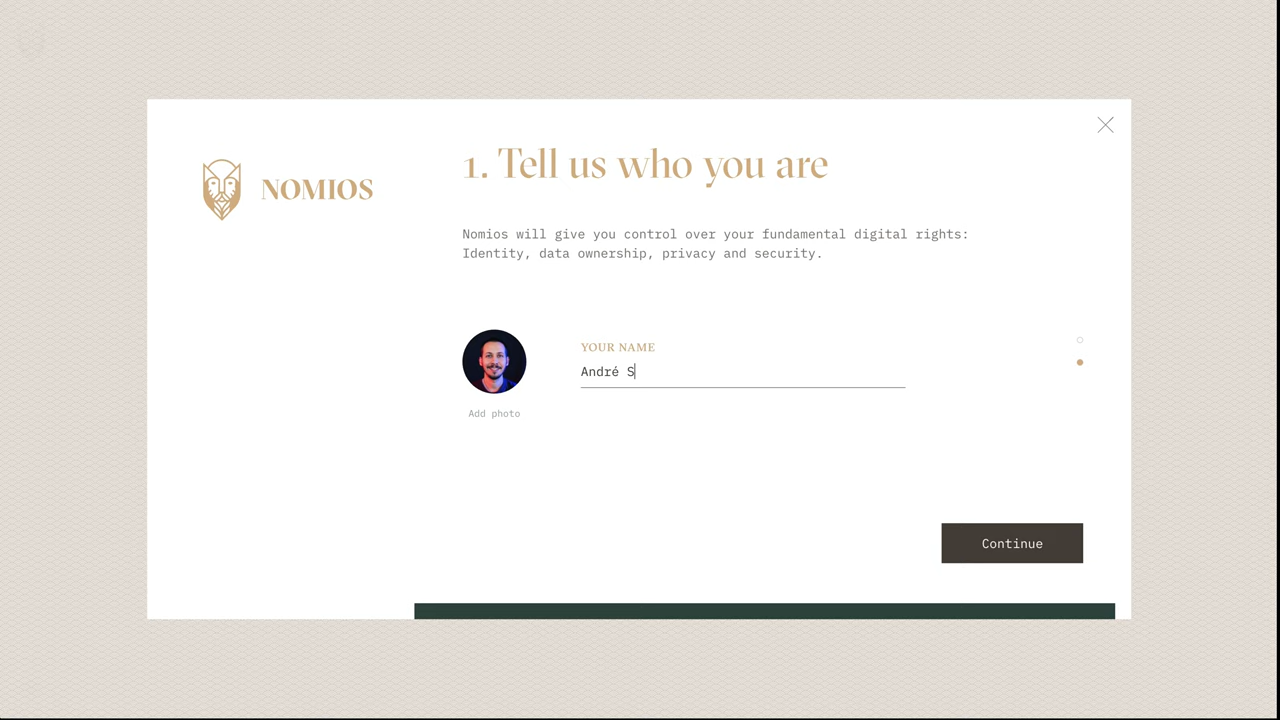 NOMIOS
1. Tell us who you are
Nomios will give you control over your fundamental digital rights:
Identity, data ownership, privacy and security.
YOUR NAME
André S
Add photo
Continue